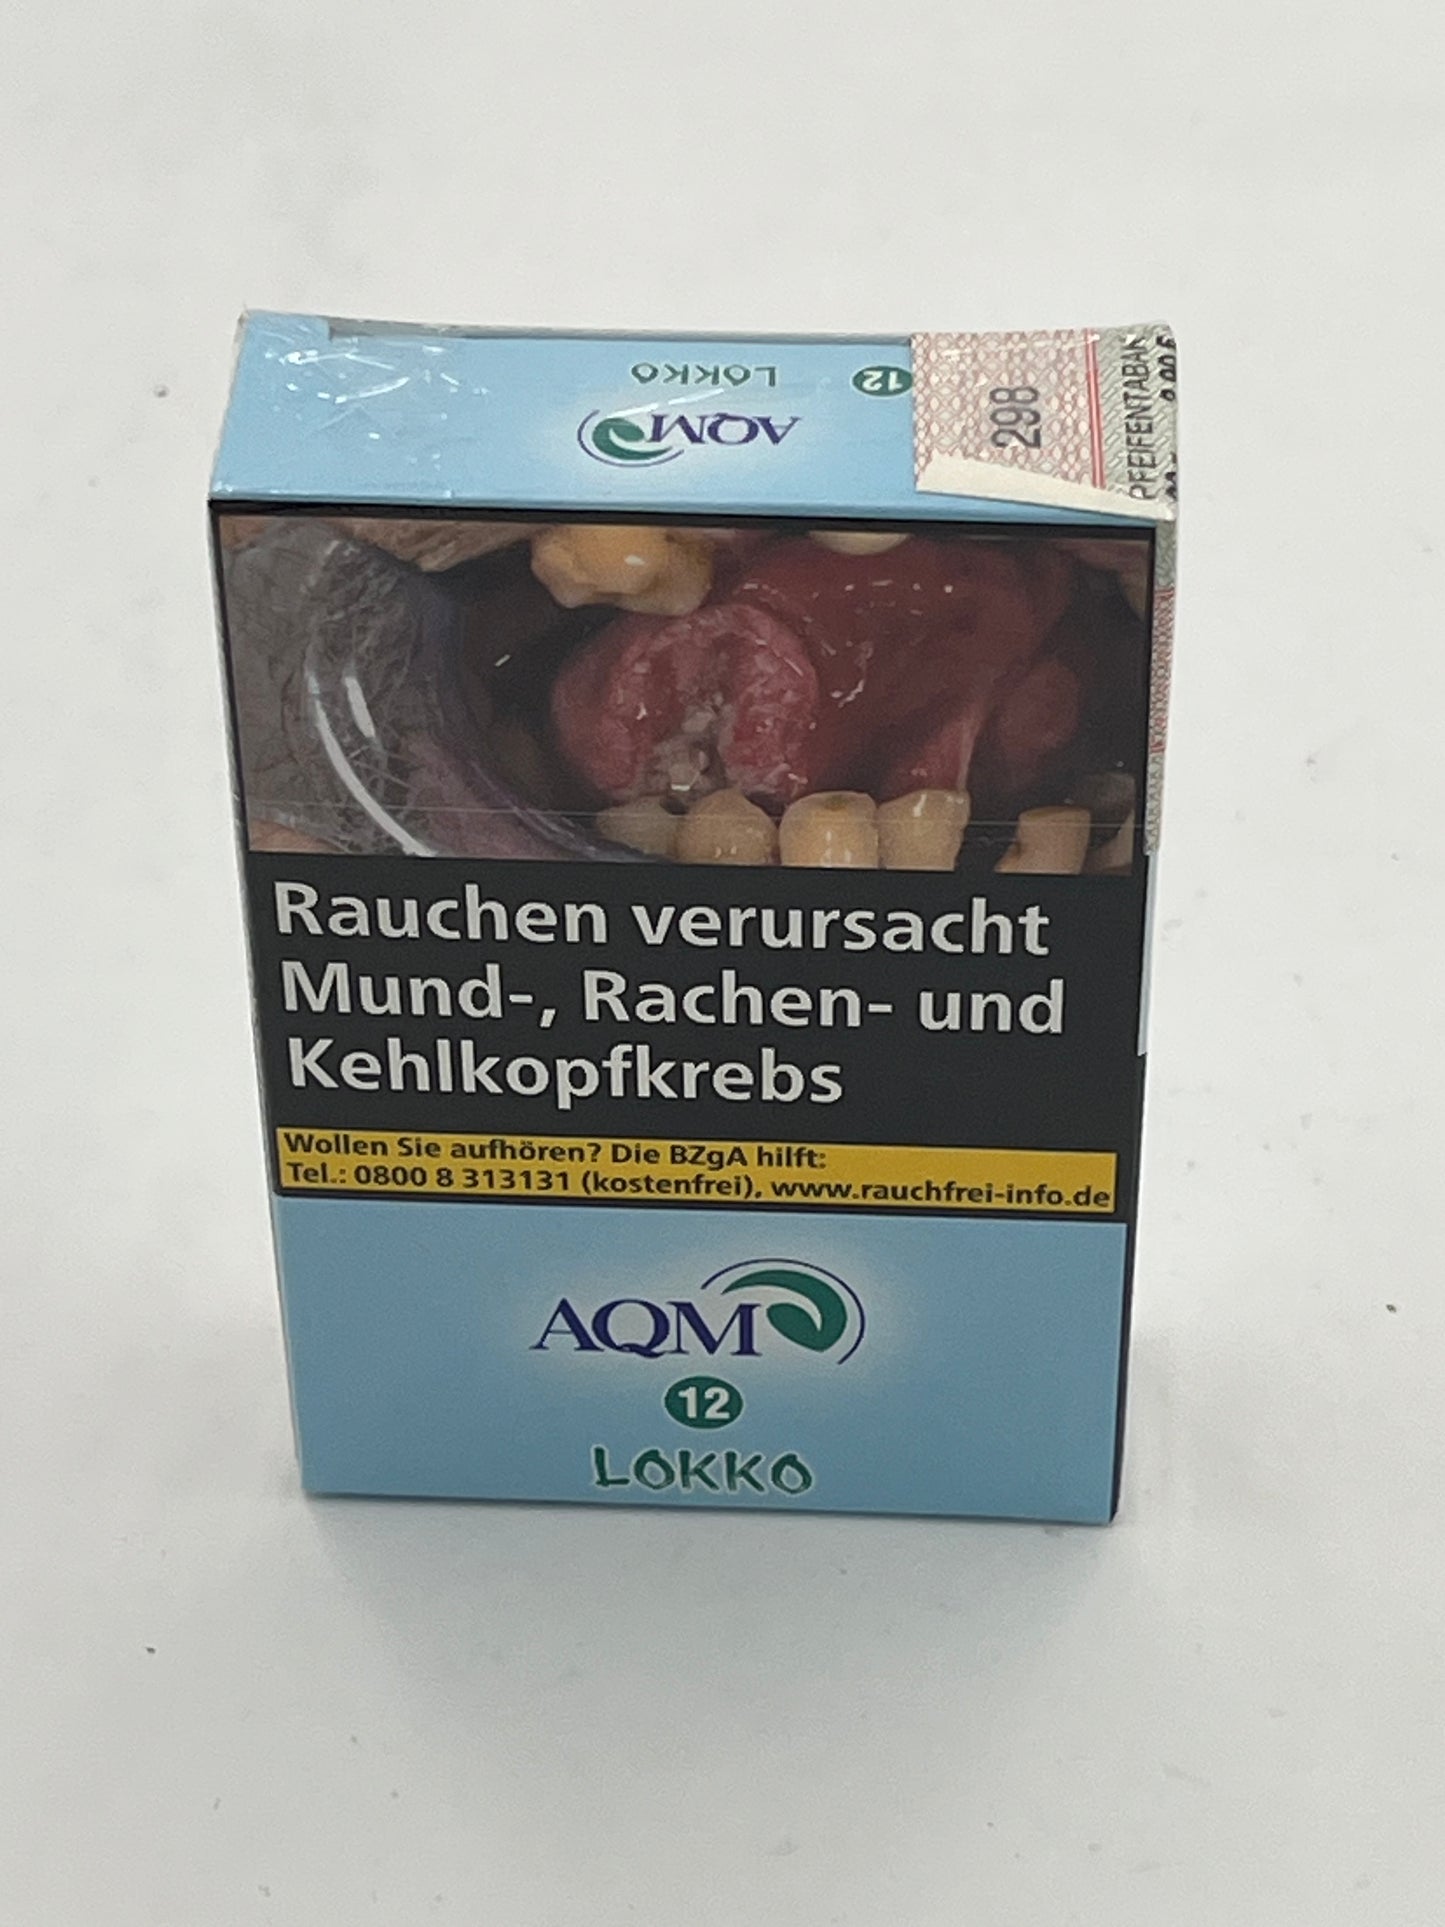 LOKKO
12
AQM
298
PFEIFENTABAK
Rauchen verursacht
Mund-, Rachen- und
Kehlkopfkrebs
Wollen Sie aufhören? Die BZgA hilft:
Tel.: 0800 8 313131 (kostenfrei), www.rauchfrei-info.de
AQM
12
LOKKO